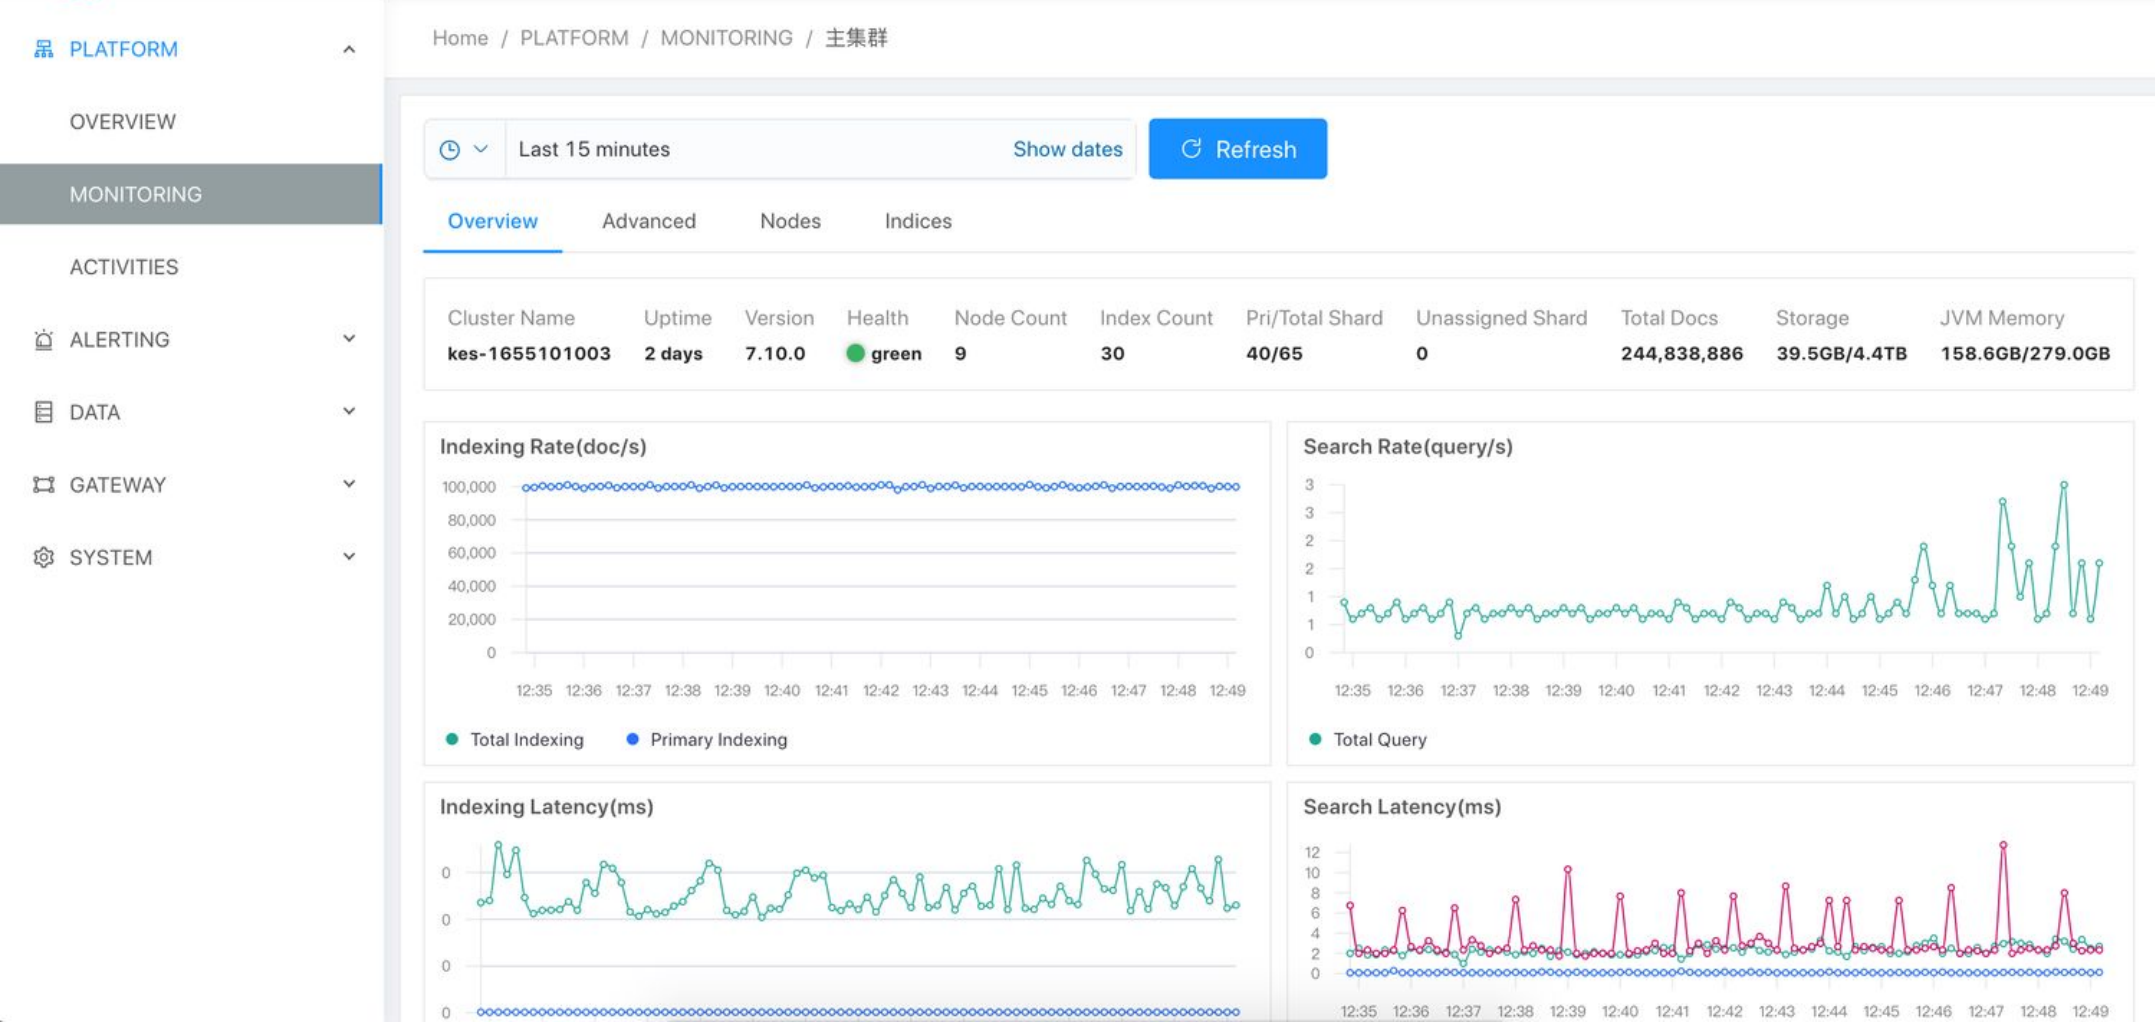 PLATFORM
OVERVIEW
MONITORING
ACTIVITIES
ALERTING
DATA
GATEWAY
SYSTEM
Home / PLATFORM / MONITORING / 主集群
Last 15 minutes Show dates Refresh
Overview Advanced Nodes Indices
Cluster Name Uptime Version Health Node Count Index Count Pri/Total Shard Unassigned Shard Total Docs Storage JVM Memory
kes-1655101003 2 days 7.10.0 green 9 30 40/65 0 244,838,886 39.5GB/4.4TB 158.6GB/279.0GB
Indexing Rate(doc/s)
100,000
80,000
60,000
40,000
20,000
0
12:35 12:36 12:37 12:38 12:39 12:40 12:41 12:42 12:43 12:44 12:45 12:46 12:47 12:48 12:49
Total Indexing Primary Indexing
Search Rate(query/s)
3
3
2
2
1
1
0
12:35 12:36 12:37 12:38 12:39 12:40 12:41 12:42 12:43 12:44 12:45 12:46 12:47 12:48 12:49
Total Query
Indexing Latency(ms)
0
0
0
0
Search Latency(ms)
12
10
8
6
4
2
0
12:35 12:36 12:37 12:38 12:39 12:40 12:41 12:42 12:43 12:44 12:45 12:46 12:47 12:48 12:49